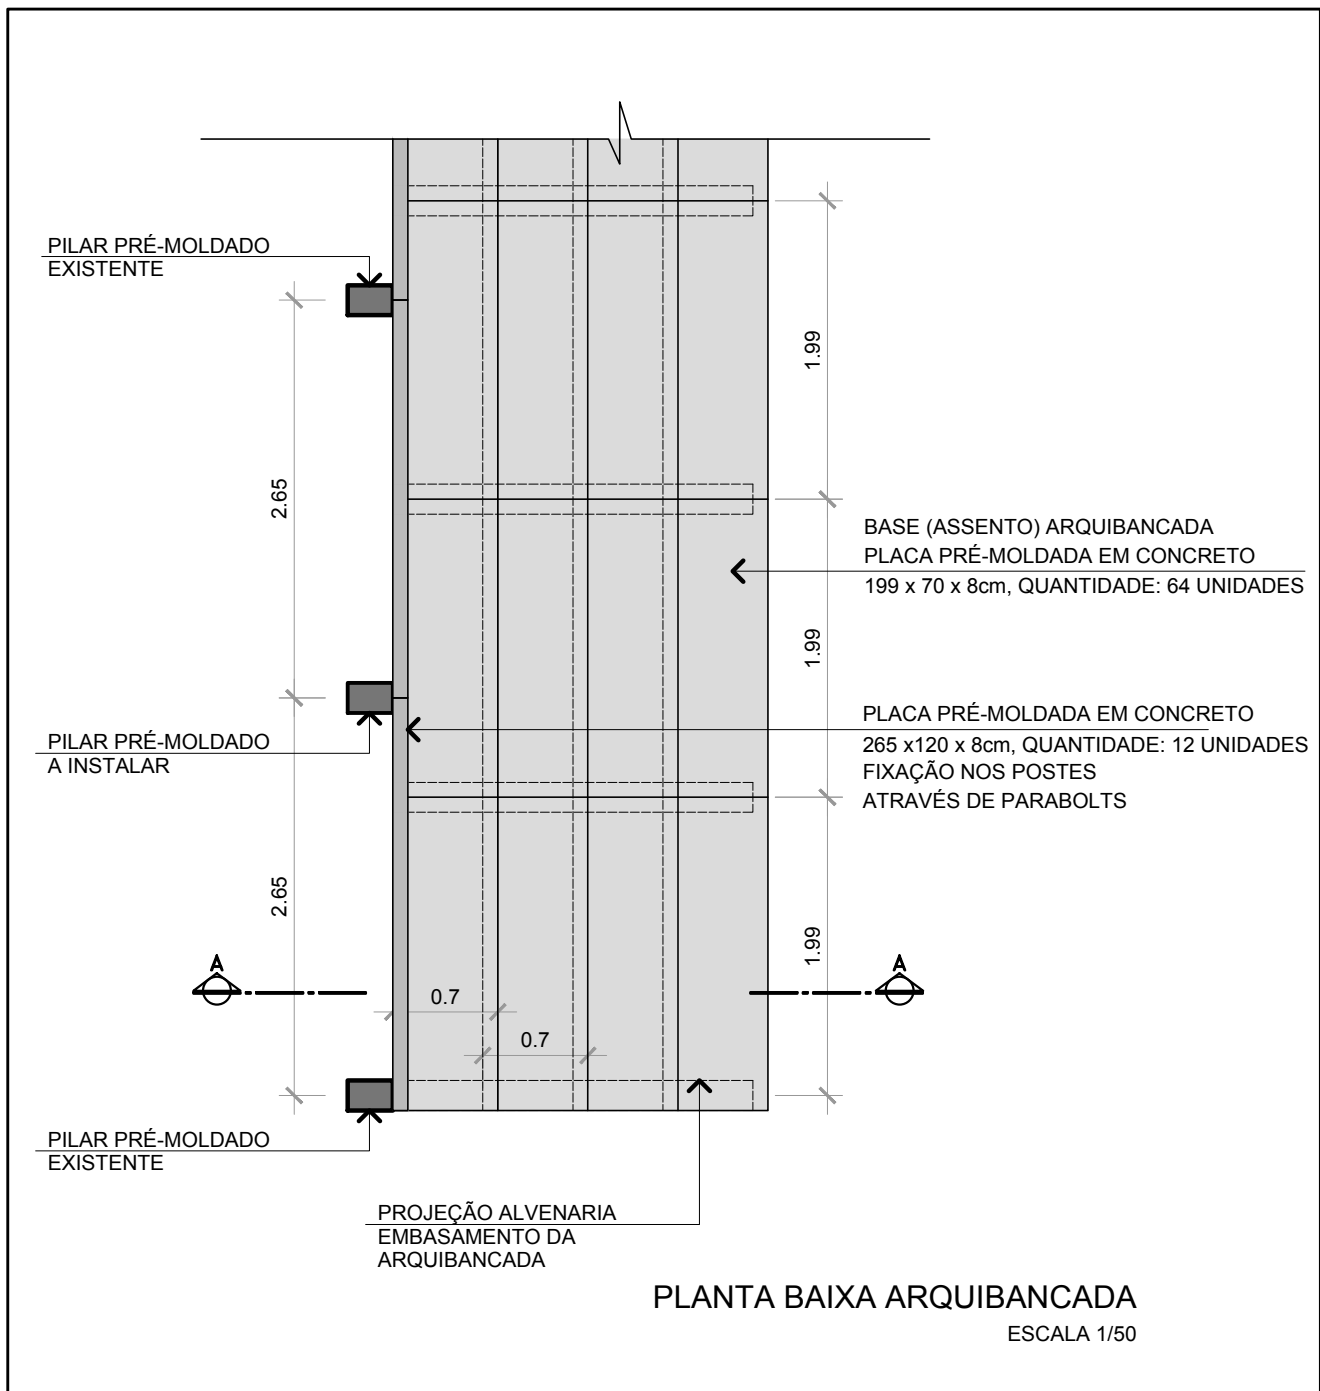 PILAR PRÉ-MOLDADO
EXISTENTE
1.99
2.65
BASE (ASSENTO) ARQUIBANCADA
PLACA PRÉ-MOLDADA EM CONCRETO
199 x 70 x 8cm, QUANTIDADE: 64 UNIDADES
1.99
PLACA PRÉ-MOLDADA EM CONCRETO
265 x120 x 8cm, QUANTIDADE: 12 UNIDADES
FIXAÇÃO NOS POSTES
ATRAVÉS DE PARABOLTS
PILAR PRÉ-MOLDADO
A INSTALAR
2.65
1.99
A
A
0.7
0.7
PILAR PRÉ-MOLDADO
EXISTENTE
PROJEÇÃO ALVENARIA
EMBASAMENTO DA
ARQUIBANCADA
PLANTA BAIXA ARQUIBANCADA
ESCALA 1/50